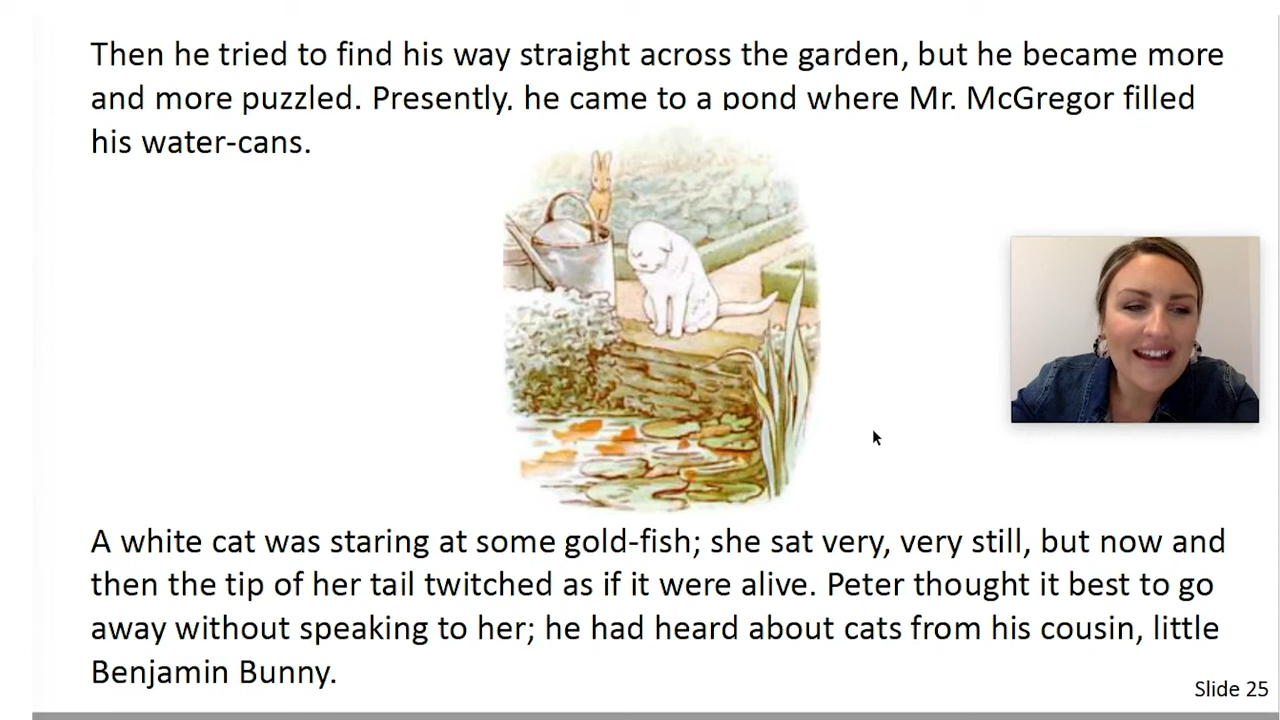 Then he tried to find his way straight across the garden, but he became more
and more puzzled. Presently, he came to a pond where Mr. McGregor filled
his water-cans.
A white cat was staring at some gold-fish; she sat very, very still, but now and
then the tip of her tail twitched as if it were alive. Peter thought it best to go
away without speaking to her; he had heard about cats from his cousin, little
Benjamin Bunny.
Slide 25